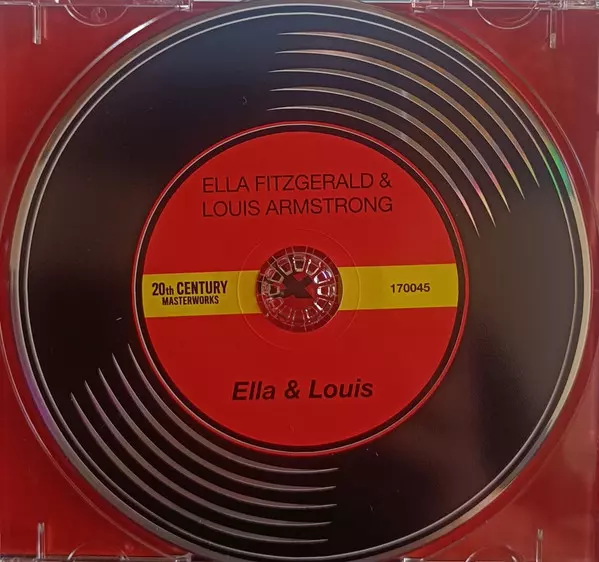 ELLA FITZGERALD &
LOUIS ARMSTRONG
20th CENTURY
MASTERWORKS
170045
Ella & Louis